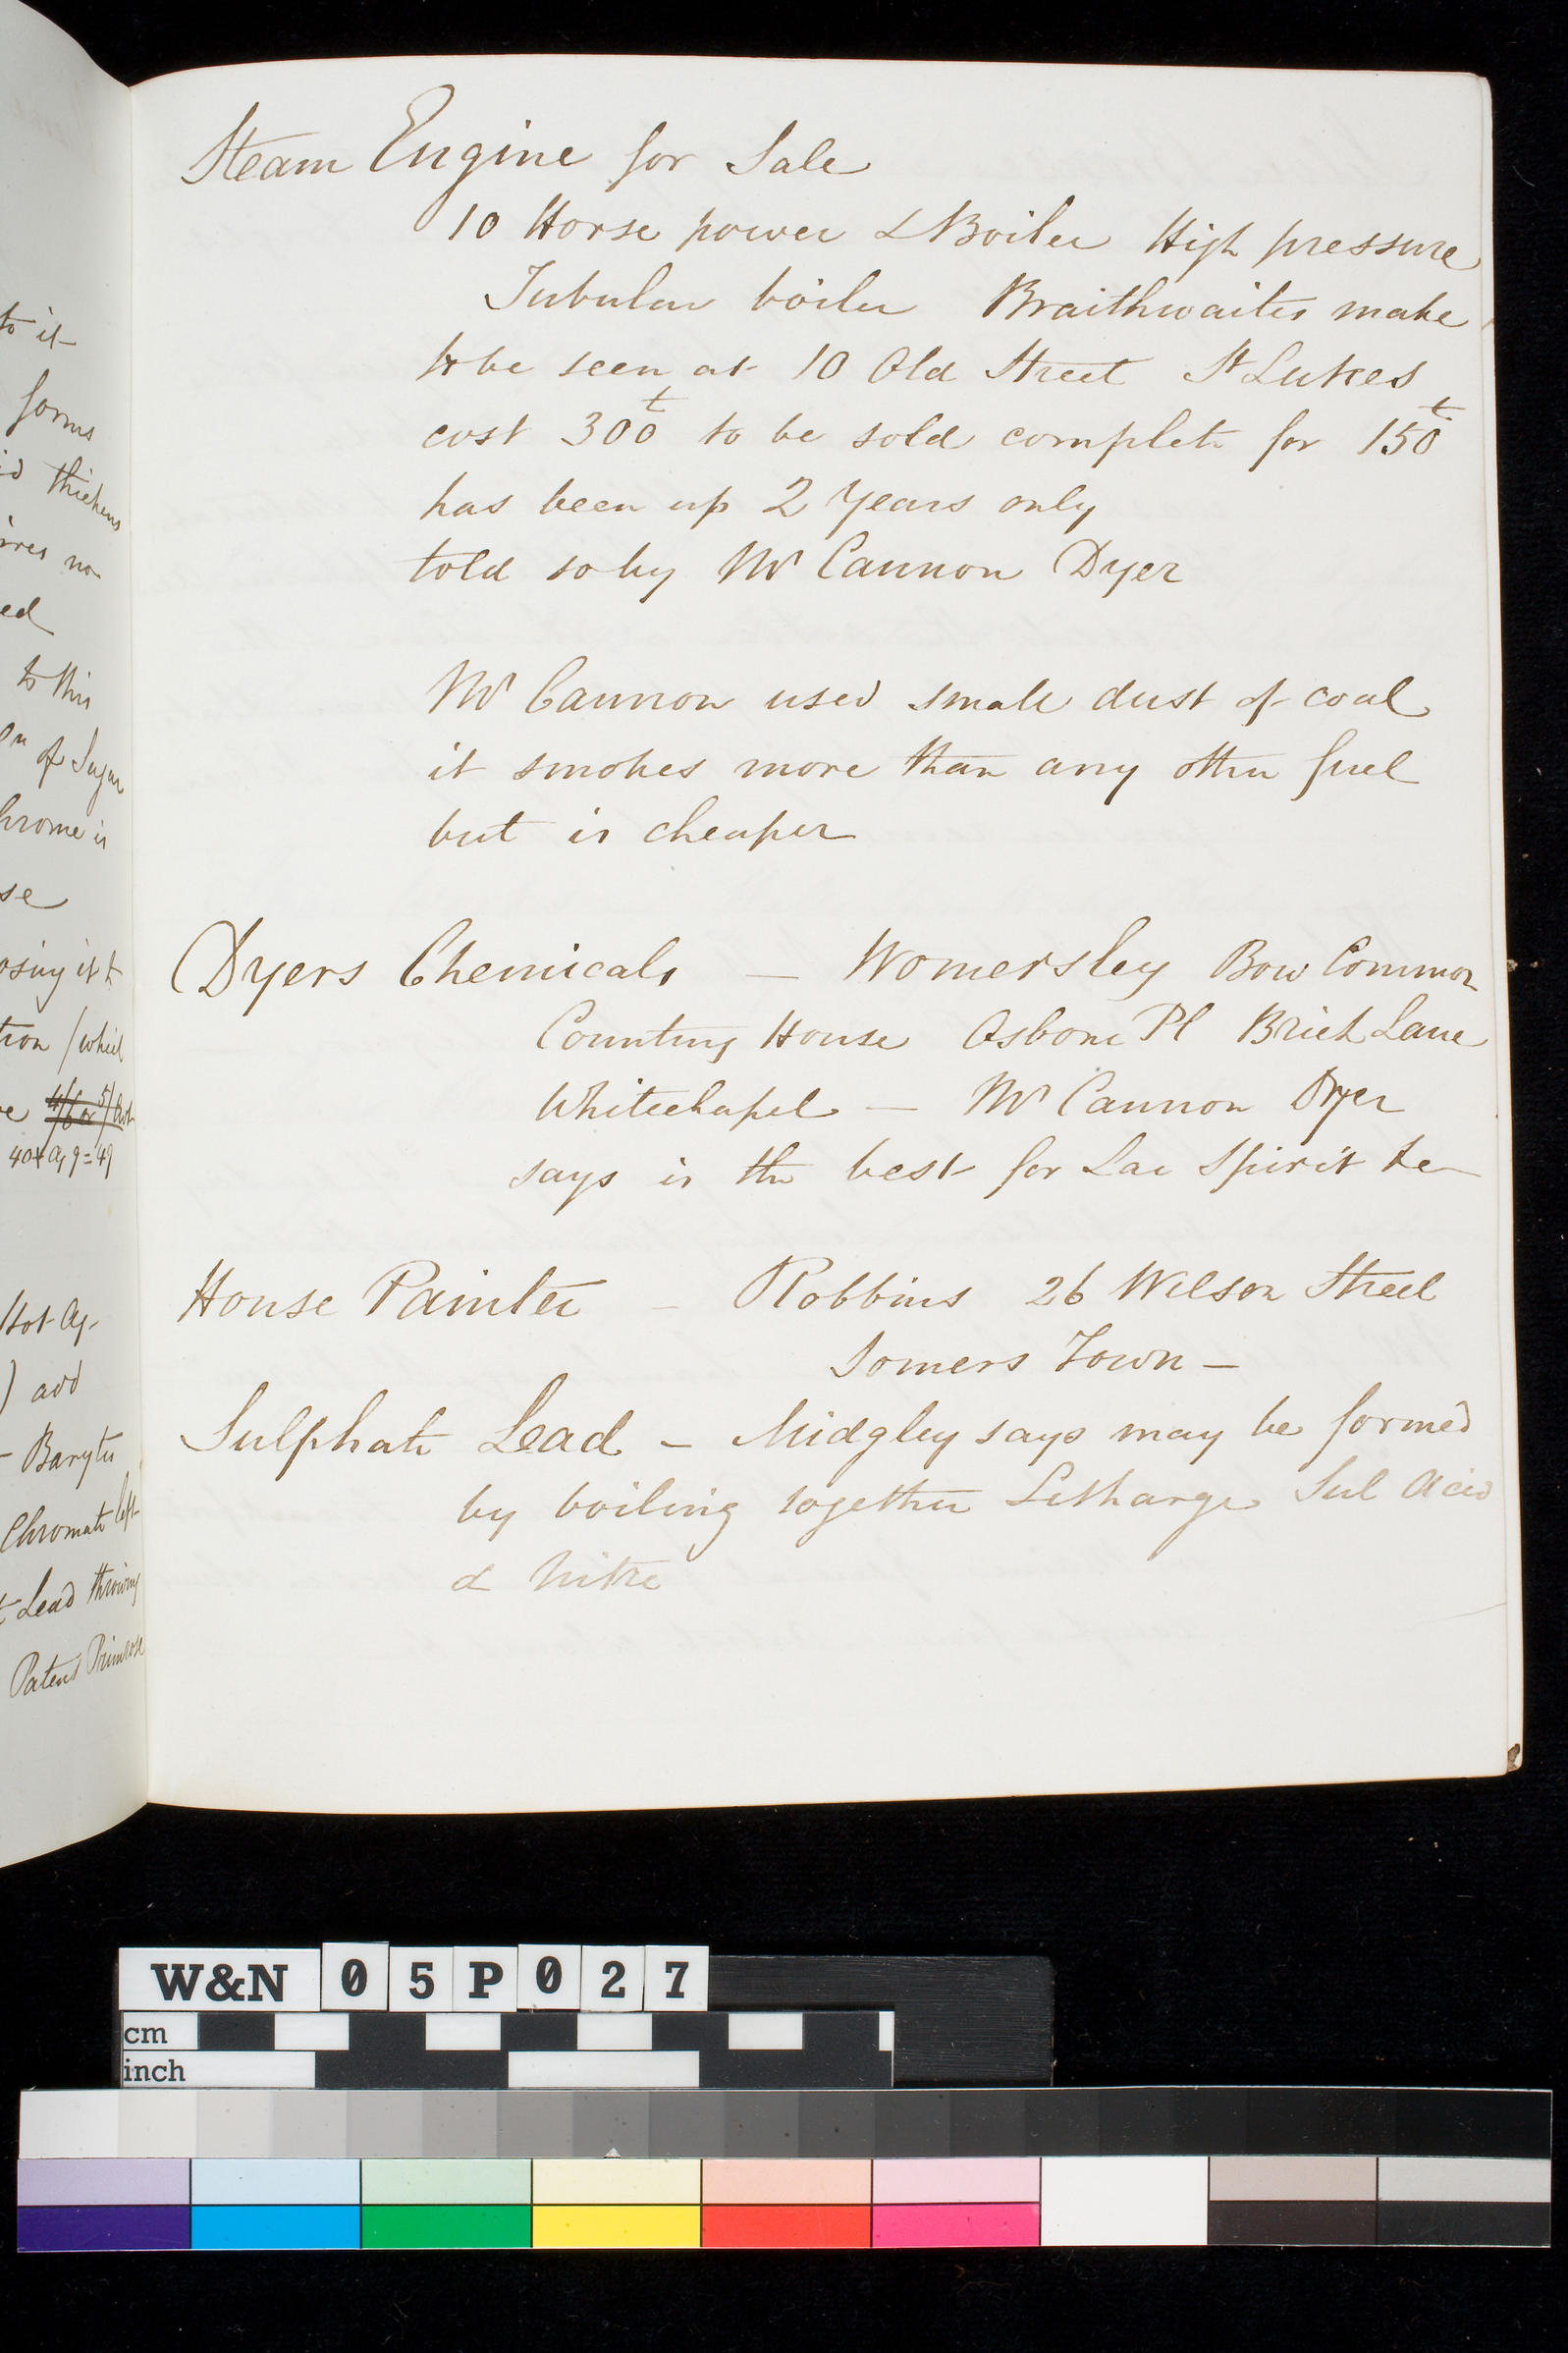 to it
forms
thickens
no
ed
to this
of Sugar
hrome is
se
osing it t
tion (which
4/6 or 5/ Cwt
40 + 9 = 49
Hot Aq.
) add
- Barytes
Chromate left
Lead throwing
Patent Primrose
Steam Engine for Sale
10 Horse power & Boiler High pressure
Tubular boiler Braithwaites make
to be seen at 10 Old Street St Lukes
cost 300£ to be sold complete for 150£
has been up 2 Years only
told so by Mr Cannon Dyer
Mr Cannon used small dust of coal
it smokes more than any other fuel
but is cheaper
Dyers Chemicals — Womersley Bow Common
Counting House Osborne Pl Brick Lane
Whitechapel — Mr Cannon Dyer
says is the best for Lac Spirit &c
House Painter — Robbins 26 Wilson Street
Somers Town —
Sulphate Lead — Midgley says may be formed
by boiling together Litharge Sul Acid
& Nitre
W&N 05P027
cm
inch